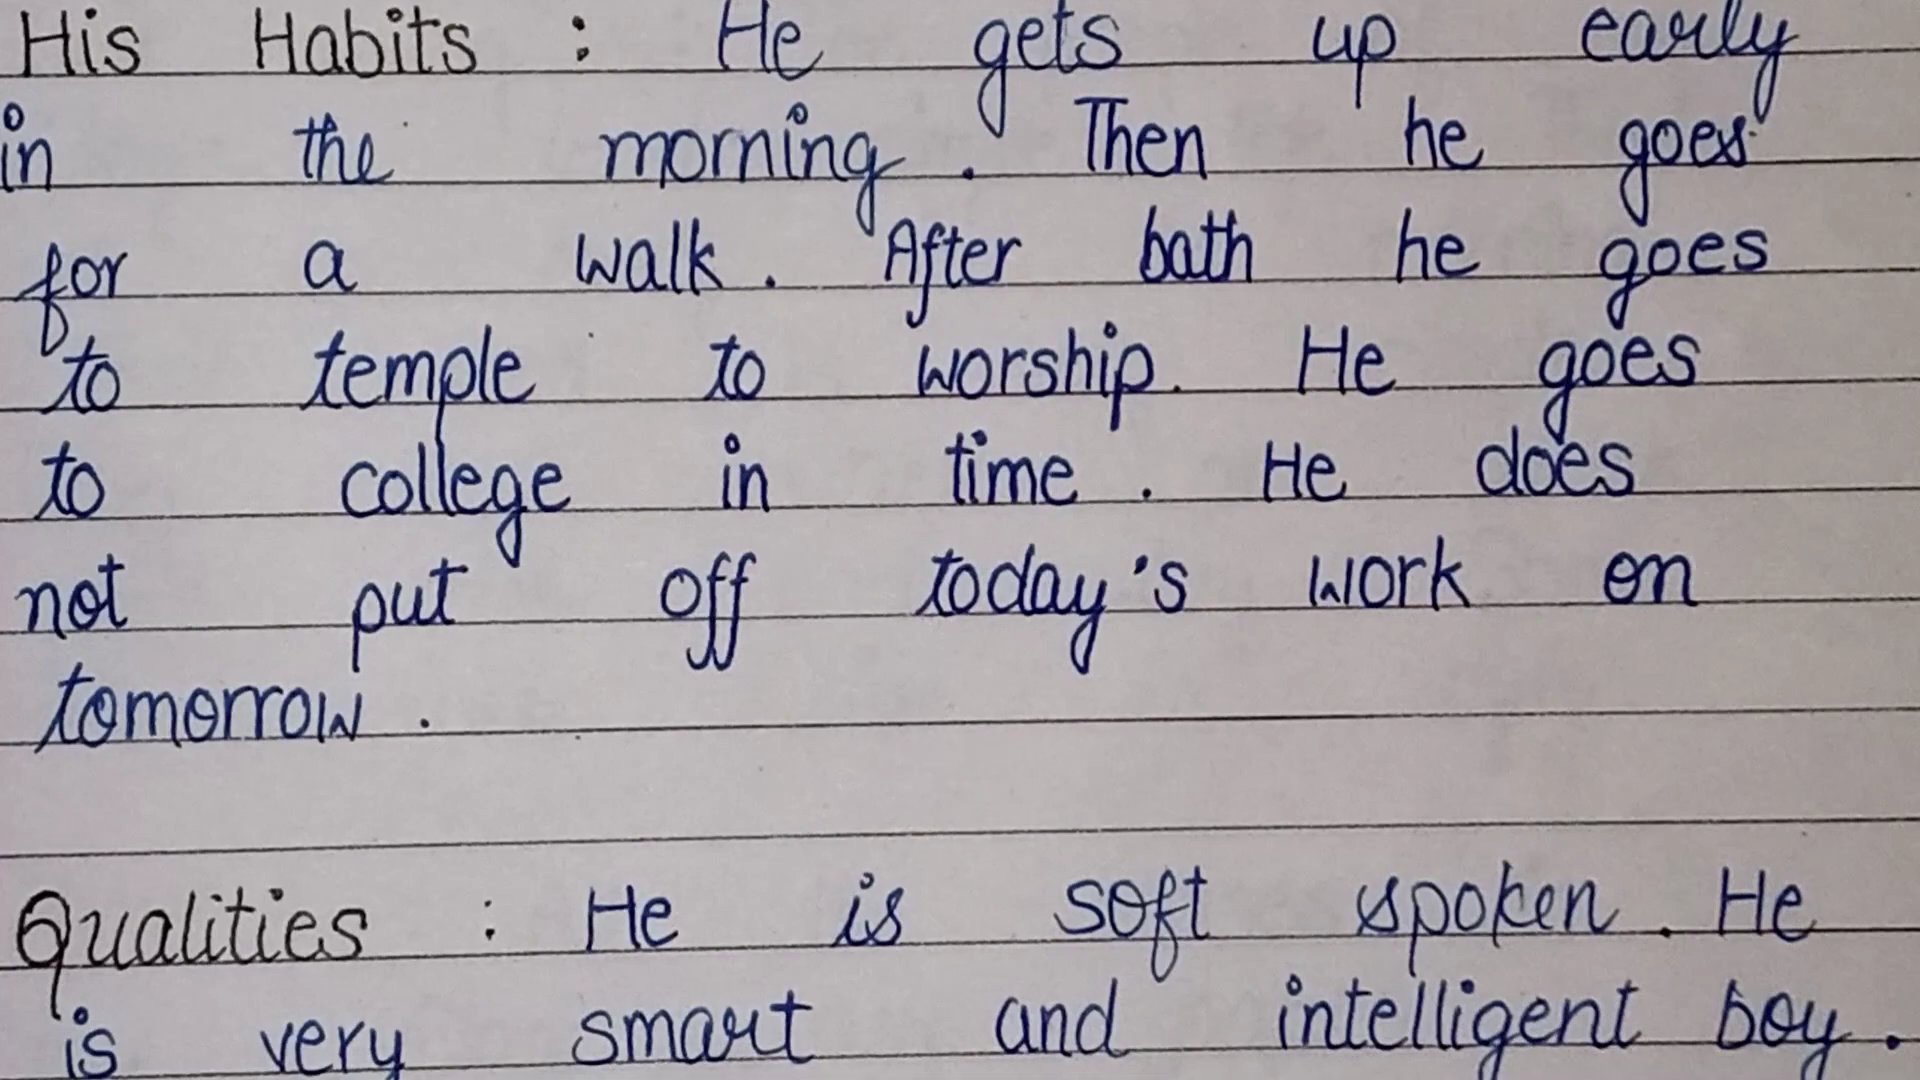 His Habits : He gets up early
in the morning. Then he goes
for a walk. After bath he goes
to temple to worship. He goes
to college in time. He does
not put off today's work on
tomorrow.
Qualities : He is soft spoken. He
is very smart and intelligent boy.